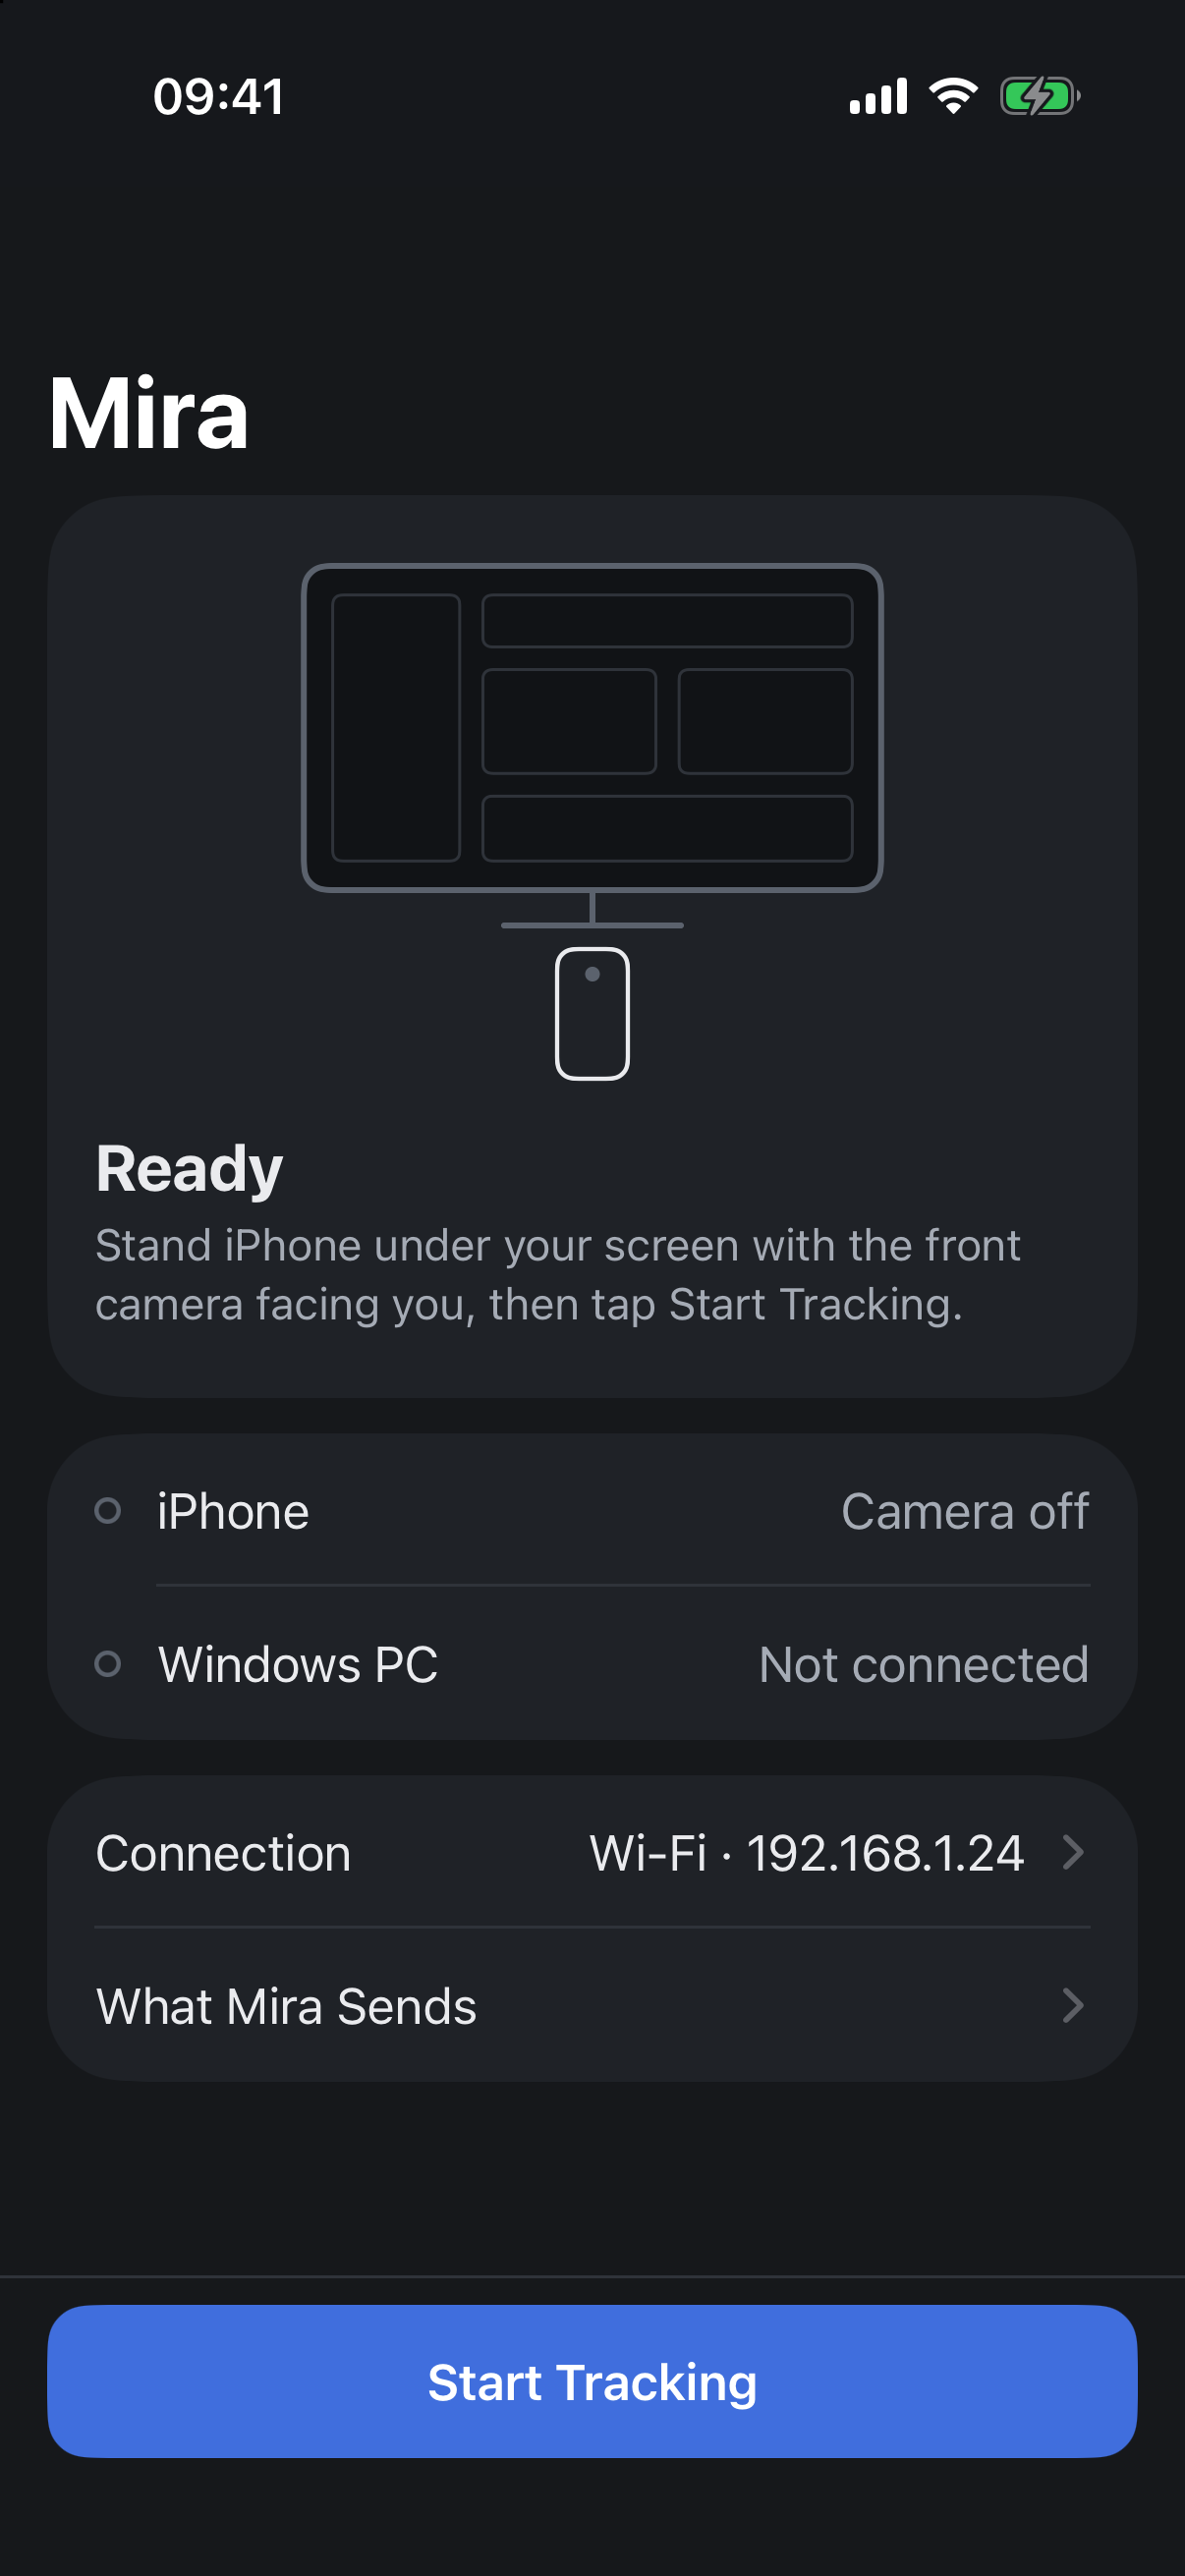 09:41
Mira
Ready
Stand iPhone under your screen with the front
camera facing you, then tap Start Tracking.
iPhone
Camera off
Windows PC
Not connected
Connection
Wi-Fi · 192.168.1.24
What Mira Sends
Start Tracking